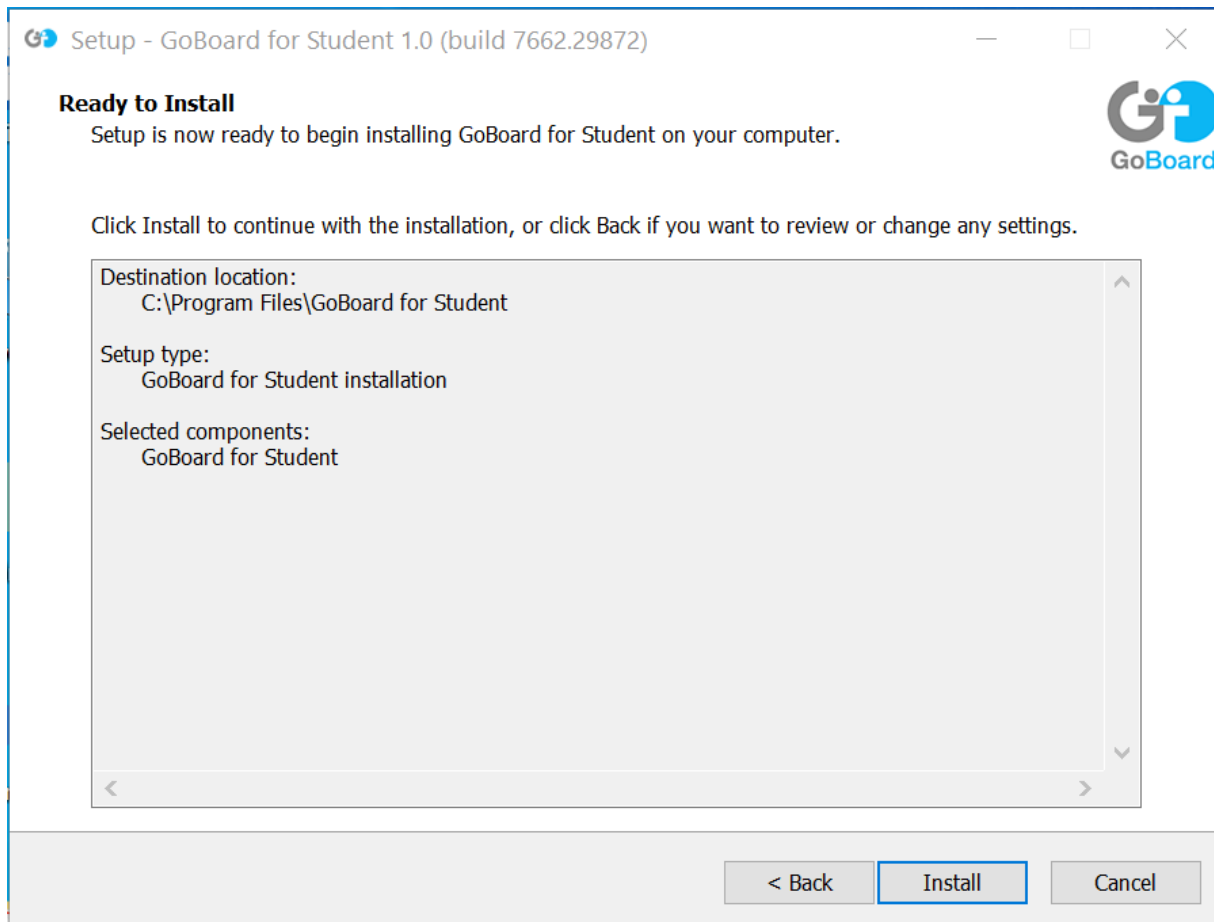 Setup - GoBoard for Student 1.0 (build 7662.29872)
Ready to Install
Setup is now ready to begin installing GoBoard for Student on your computer.
GoBoard
Click Install to continue with the installation, or click Back if you want to review or change any settings.
Destination location:
C:\Program Files\GoBoard for Student
Setup type:
GoBoard for Student installation
Selected components:
GoBoard for Student
< Back
Install
Cancel